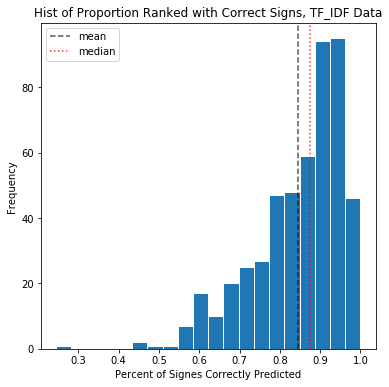 Hist of Proportion Ranked with Correct Signs, TF_IDF Data
mean
median
Frequency
80
60
40
20
0
0.3 0.4 0.5 0.6 0.7 0.8 0.9 1.0
Percent of Signes Correctly Predicted